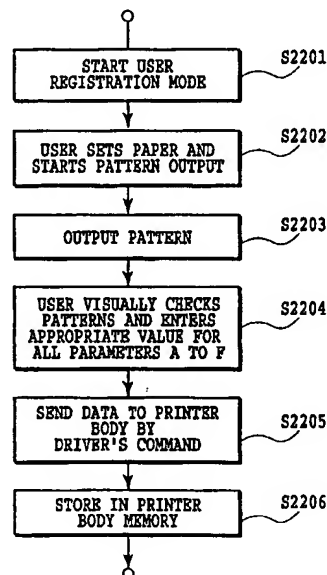 START USER
REGISTRATION MODE
S2201
USER SETS PAPER AND
STARTS PATTERN OUTPUT
S2202
OUTPUT PATTERN
S2203
USER VISUALLY CHECKS
PATTERNS AND ENTERS
APPROPRIATE VALUE FOR
ALL PARAMETERS A TO F
S2204
SEND DATA TO PRINTER
BODY BY
DRIVER'S COMMAND
S2205
STORE IN PRINTER
BODY MEMORY
S2206